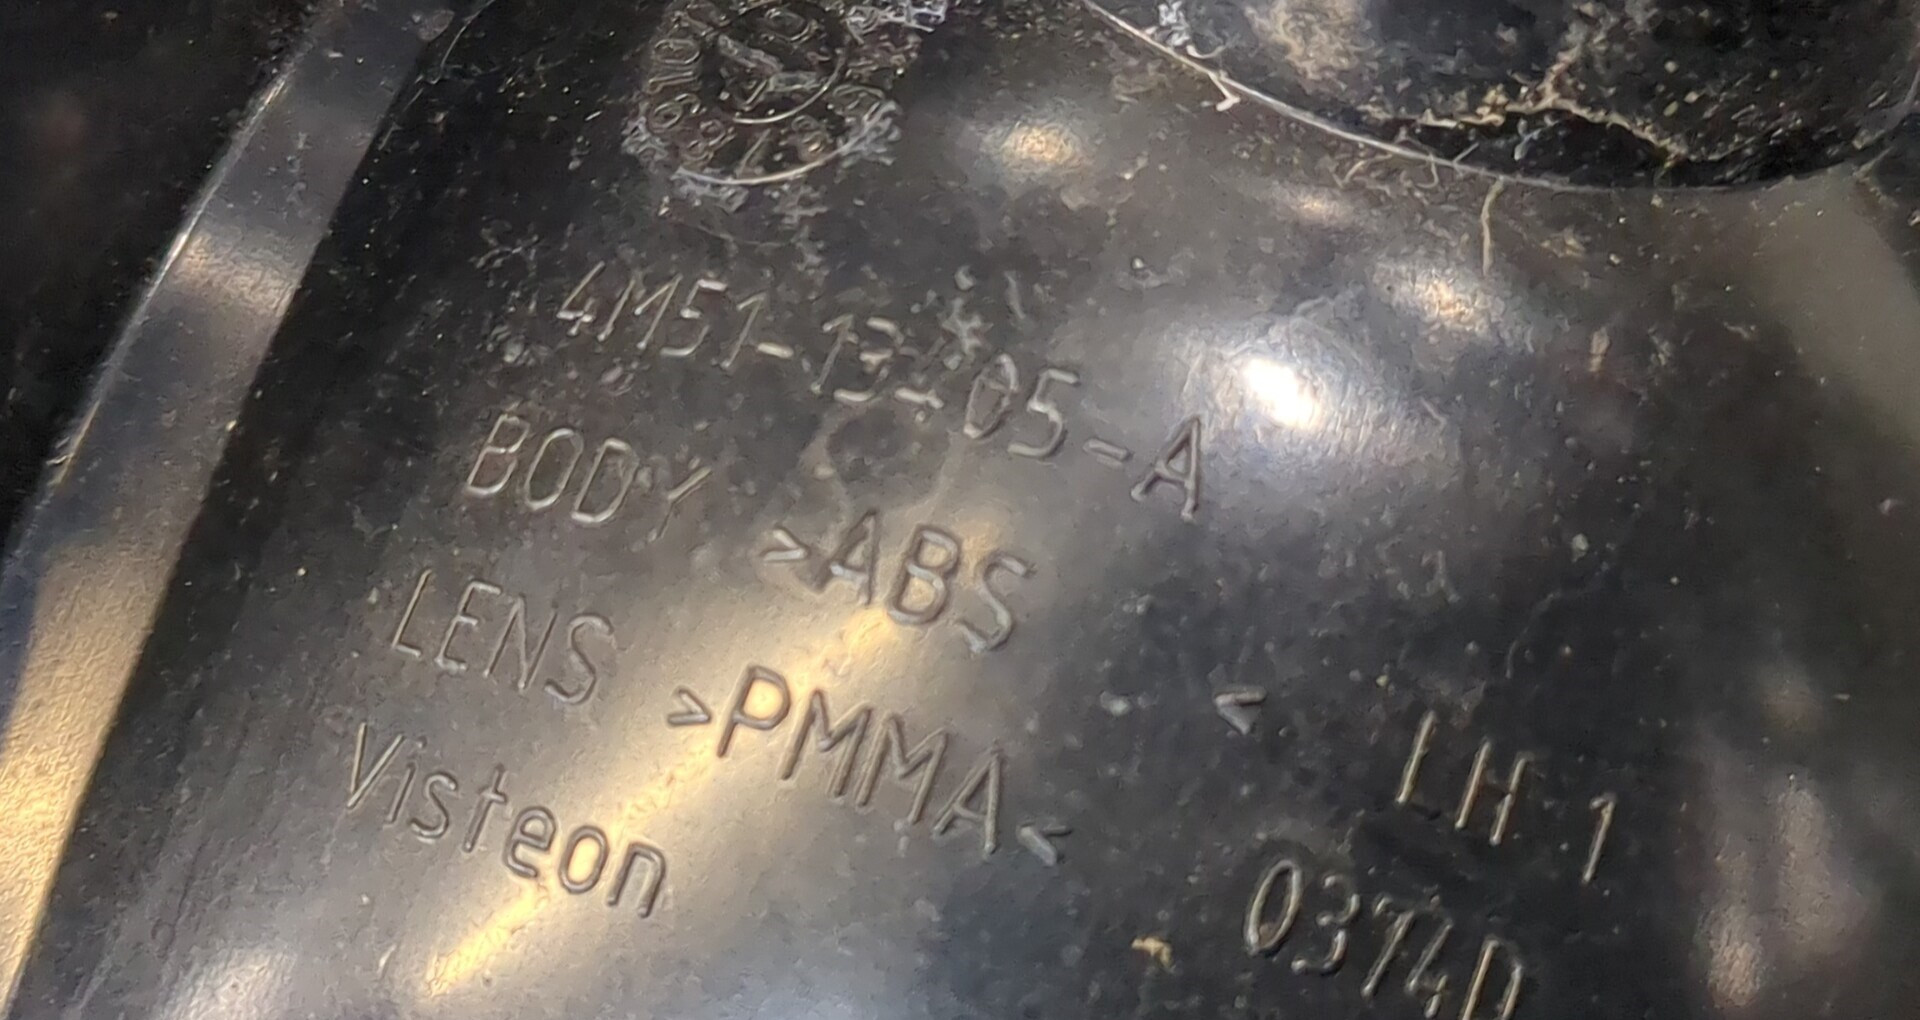 4M51-13405-A
BODY >ABS <
LENS >PMMA<
Visteon
LH 1
0374D